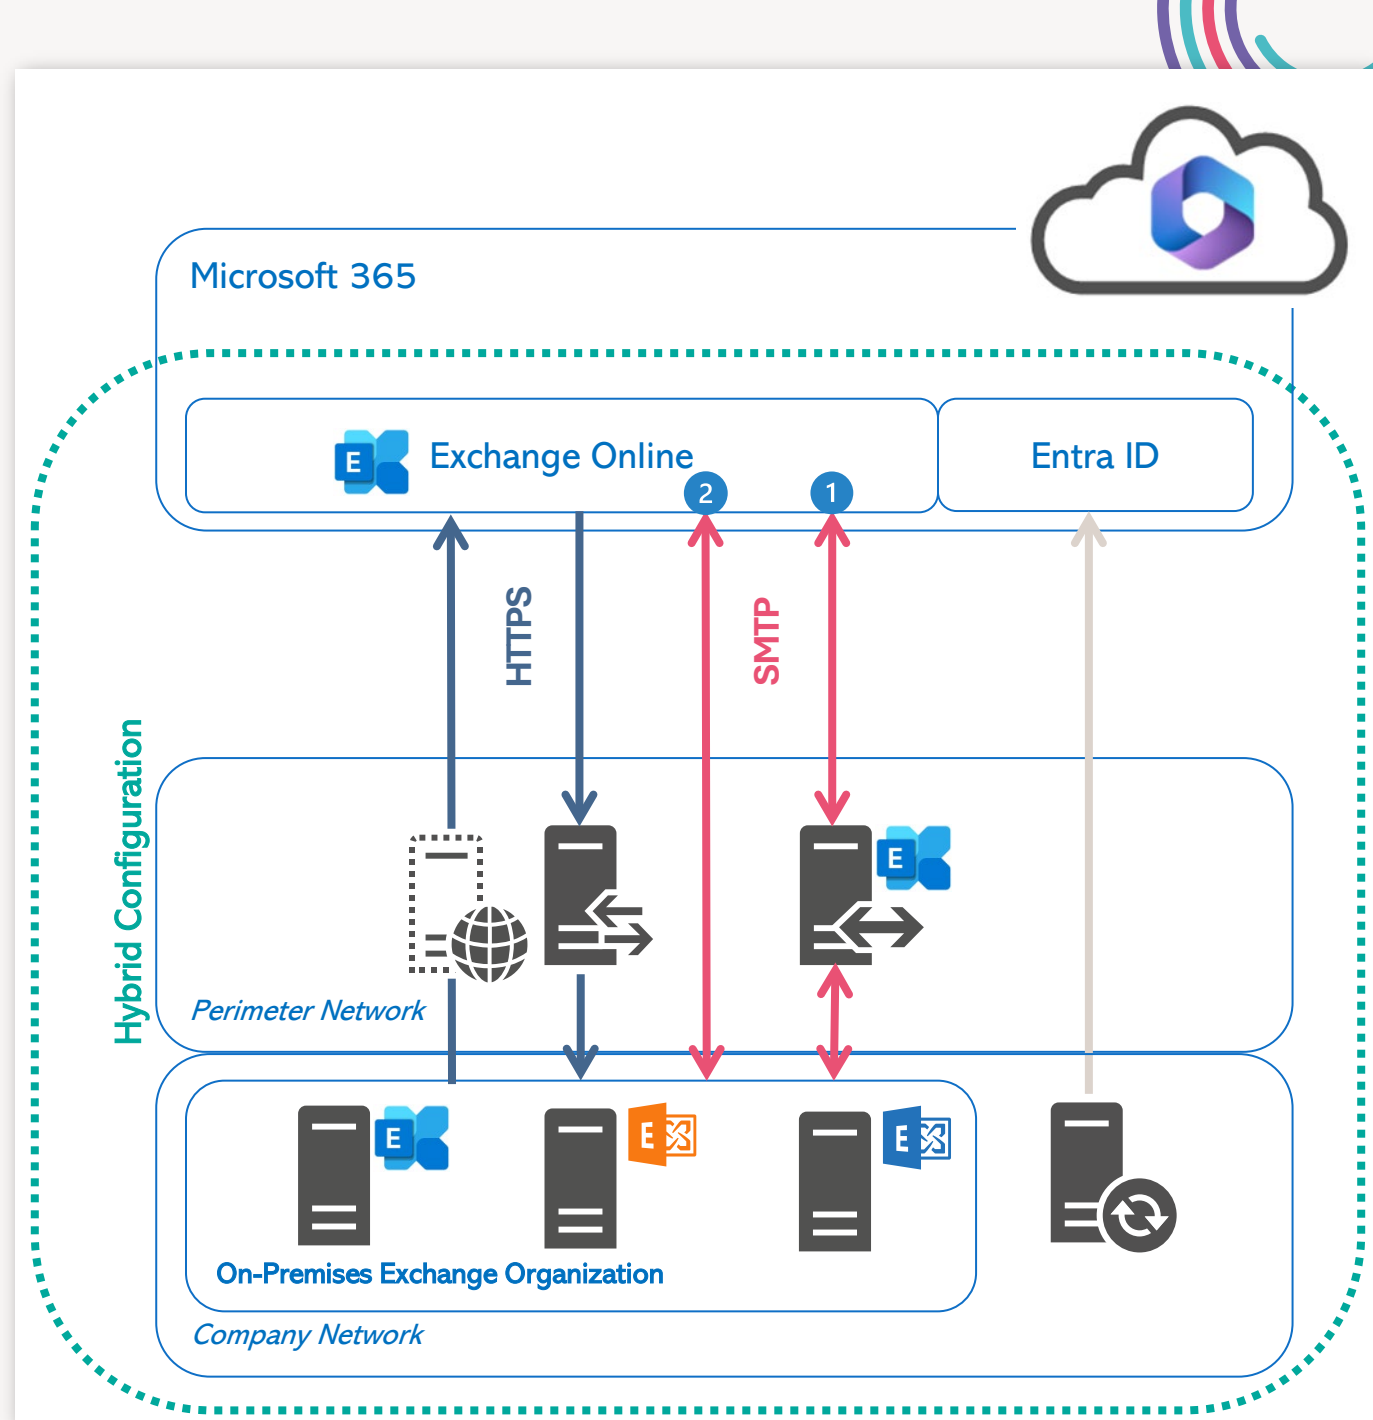 Microsoft 365
E
Exchange Online
Entra ID
2
1
HTTPS
SMTP
Hybrid Configuration
E
Perimeter Network
E
E
E
On-Premises Exchange Organization
Company Network